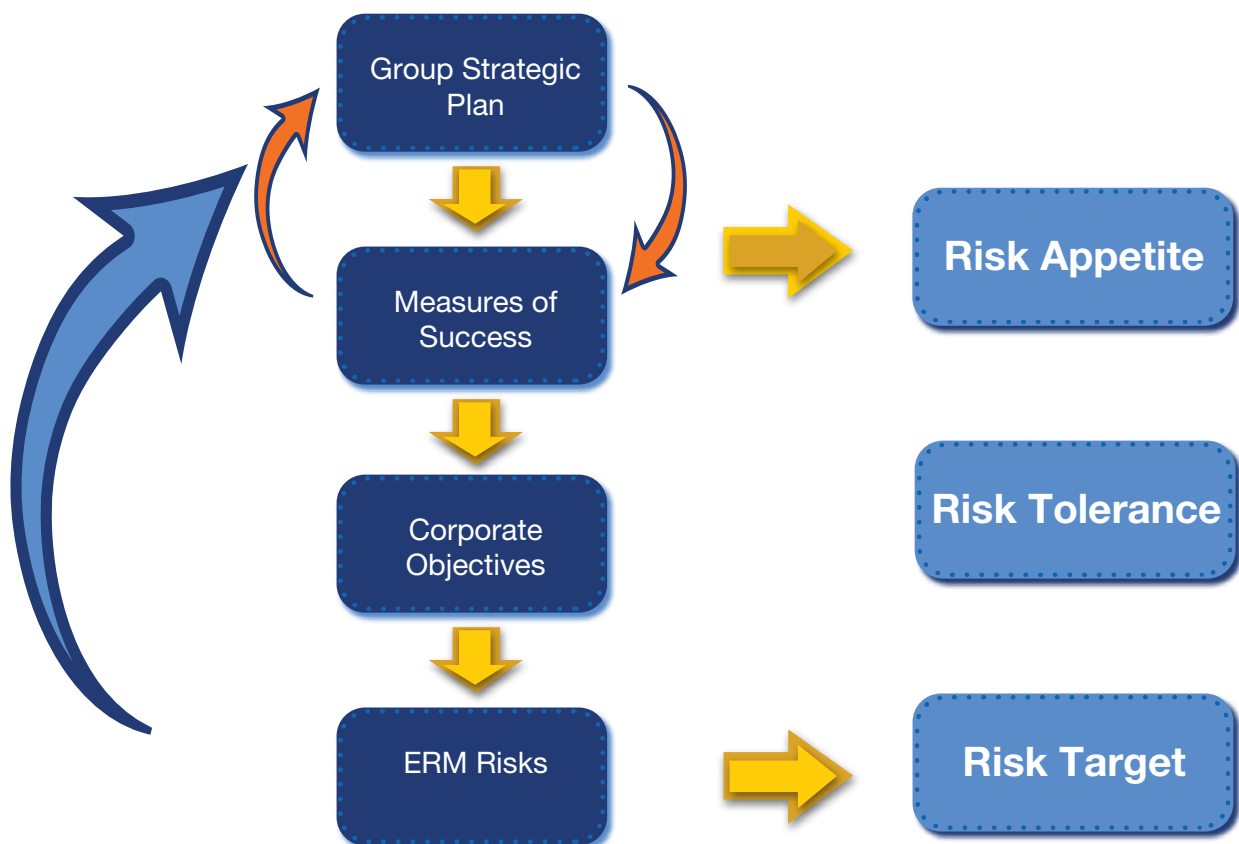 Group Strategic
Plan
Measures of
Success
Corporate
Objectives
ERM Risks
Risk Appetite
Risk Tolerance
Risk Target